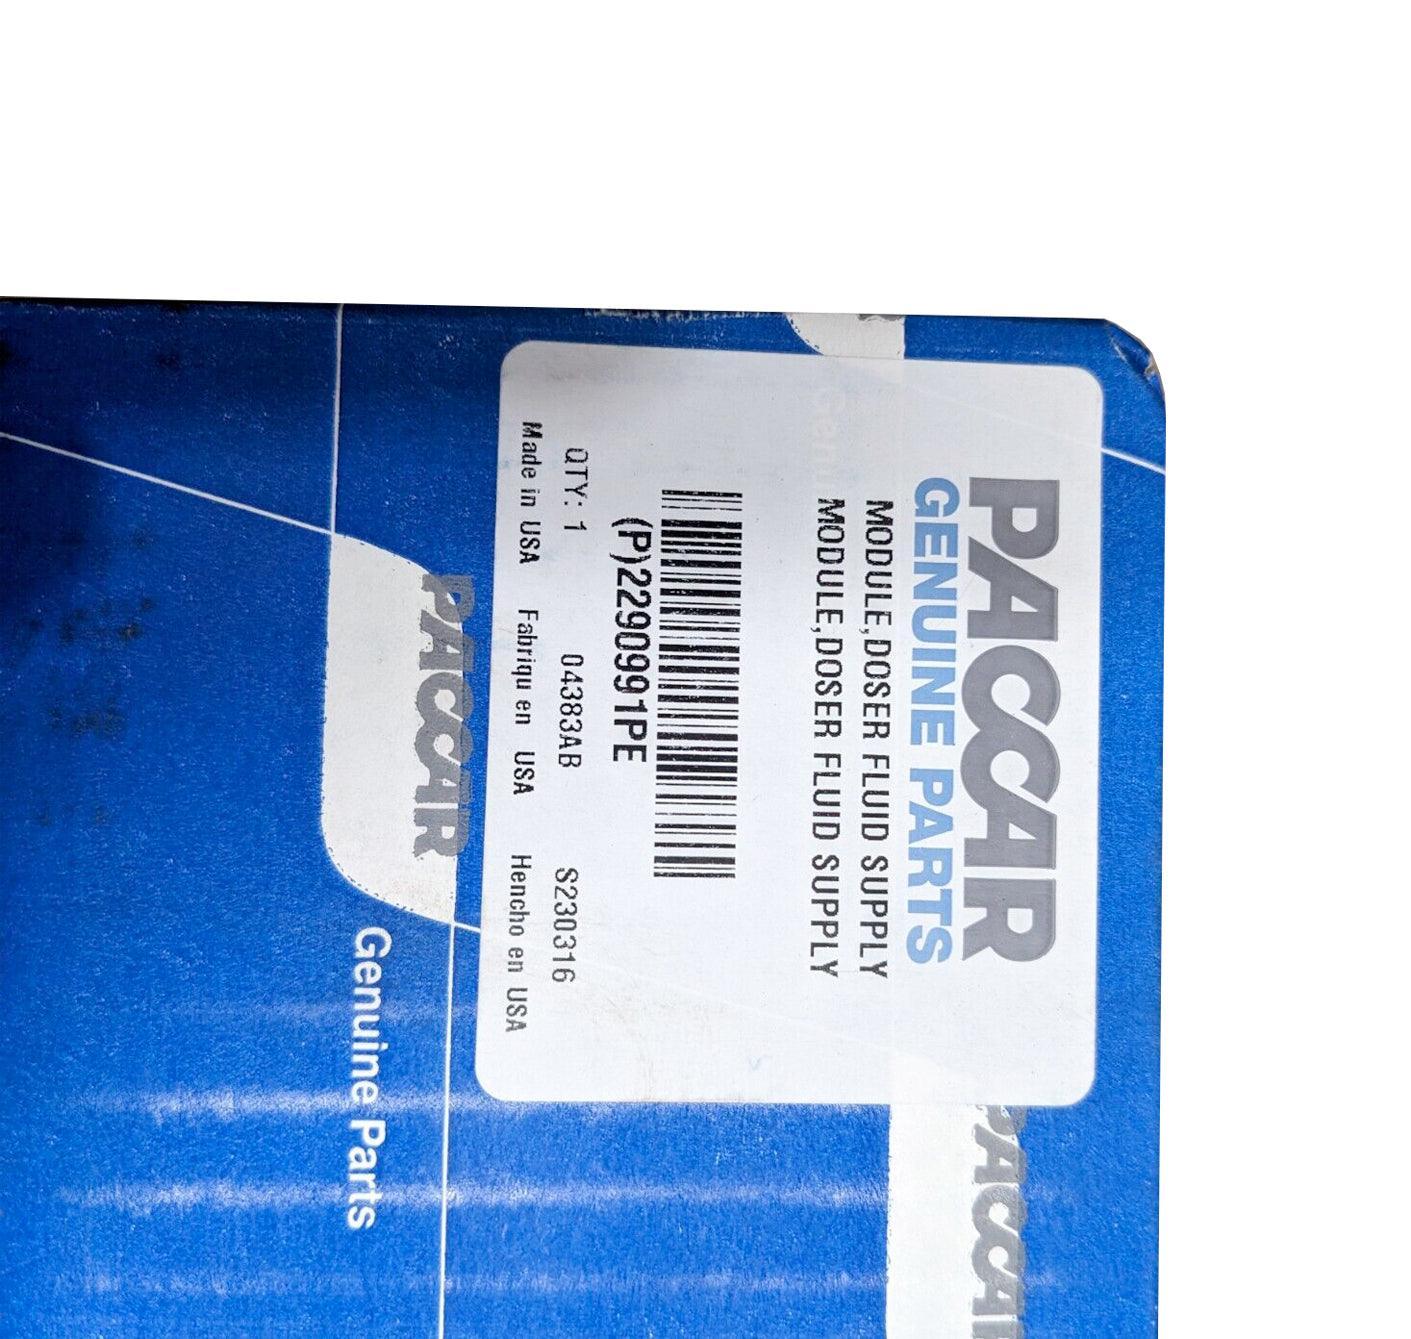 PACCAR
GENUINE PARTS
MODULE,DOSER FLUID SUPPLY
MODULE,DOSER FLUID SUPPLY
(P)2290991PE
QTY: 1 04383AB S230316
Made in USA Fabriqu en USA Hencho en USA
PACCAR
Genuine Parts
PACCAR